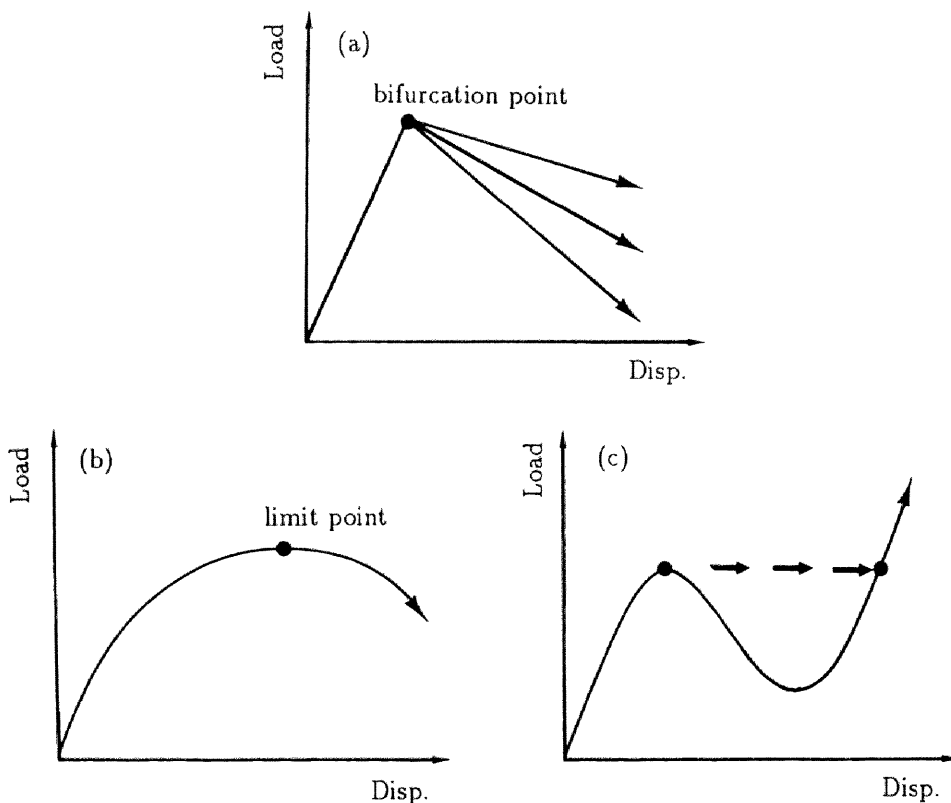 Load
(a)
bifurcation point
Disp.
Load
(b)
limit point
Disp.
Load
(c)
Disp.